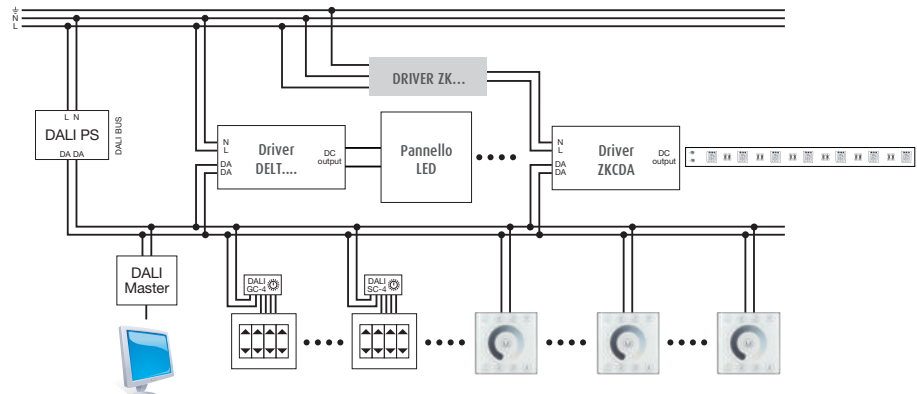 N
L
DRIVER ZK...
L N
DALI PS
DA DA
DALI BUS
N
L
DA
DA
Driver
DELT....
DC
output
Pannello
LED
N
L
DA
DA
Driver
ZKCDA
DC
output
DALI
Master
DALI
GC-4
DALI
SC-4
M
M
M